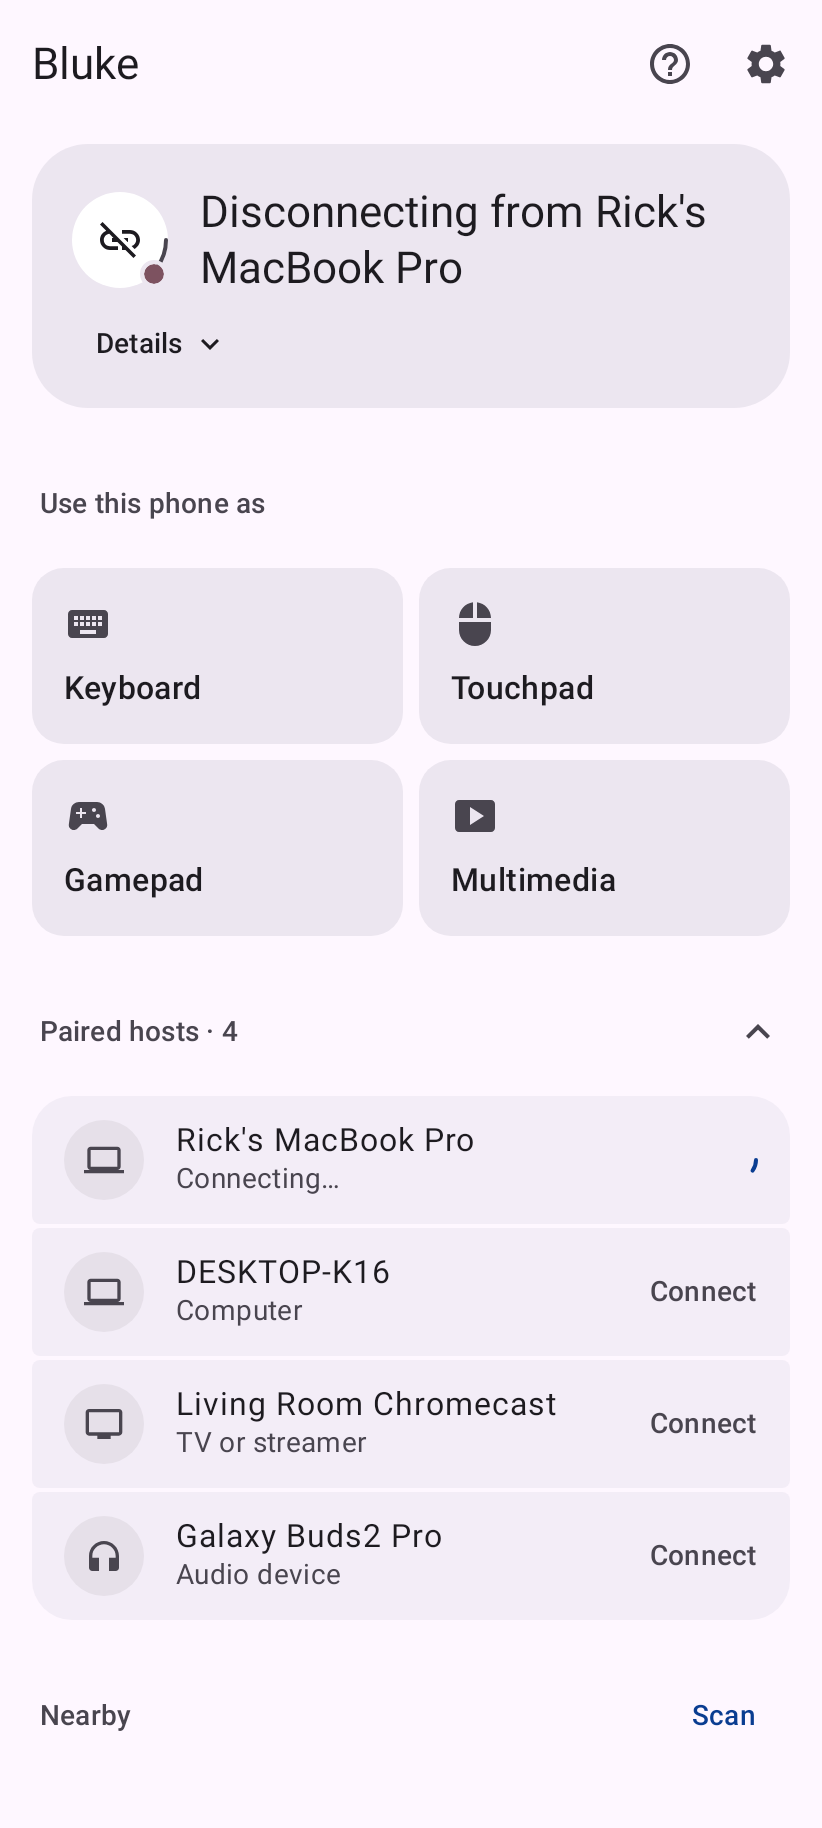 Bluke
Disconnecting from Rick's
MacBook Pro
Details
Use this phone as
Keyboard
Touchpad
Gamepad
Multimedia
Paired hosts · 4
Rick's MacBook Pro
Connecting…
DESKTOP-K16
Computer
Connect
Living Room Chromecast
TV or streamer
Connect
Galaxy Buds2 Pro
Audio device
Connect
Nearby
Scan